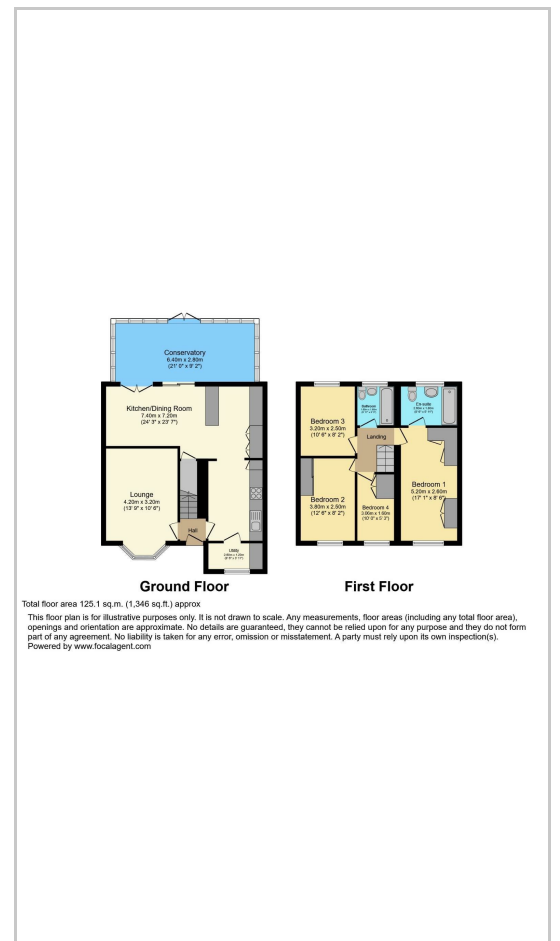 Conservatory
6.40m x 2.80m
(21' 0" x 9' 2")
Kitchen/Dining Room
7.40m x 7.20m
(24' 3" x 23' 7")
Lounge
4.20m x 3.20m
(13' 9" x 10' 6")
Hall
Utility
Ground Floor
Bathroom
En-suite
Bedroom 3
3.20m x 2.50m
(10' 6" x 8' 2")
Landing
Bedroom 1
5.20m x 2.60m
(17' 1" x 8' 6")
Bedroom 2
3.80m x 2.50m
(12' 6" x 8' 2")
Bedroom 4
(10' 0" x 5' 3")
First Floor
Total floor area 125.1 sq.m. (1,346 sq.ft.) approx
This floor plan is for illustrative purposes only. It is not drawn to scale. Any measurements, floor areas (including any total floor area),
openings and orientation are approximate. No details are guaranteed, they cannot be relied upon for any purpose and they do not form
part of any agreement. No liability is taken for any error, omission or misstatement. A party must rely upon its own inspection(s).
Powered by www.focalagent.com